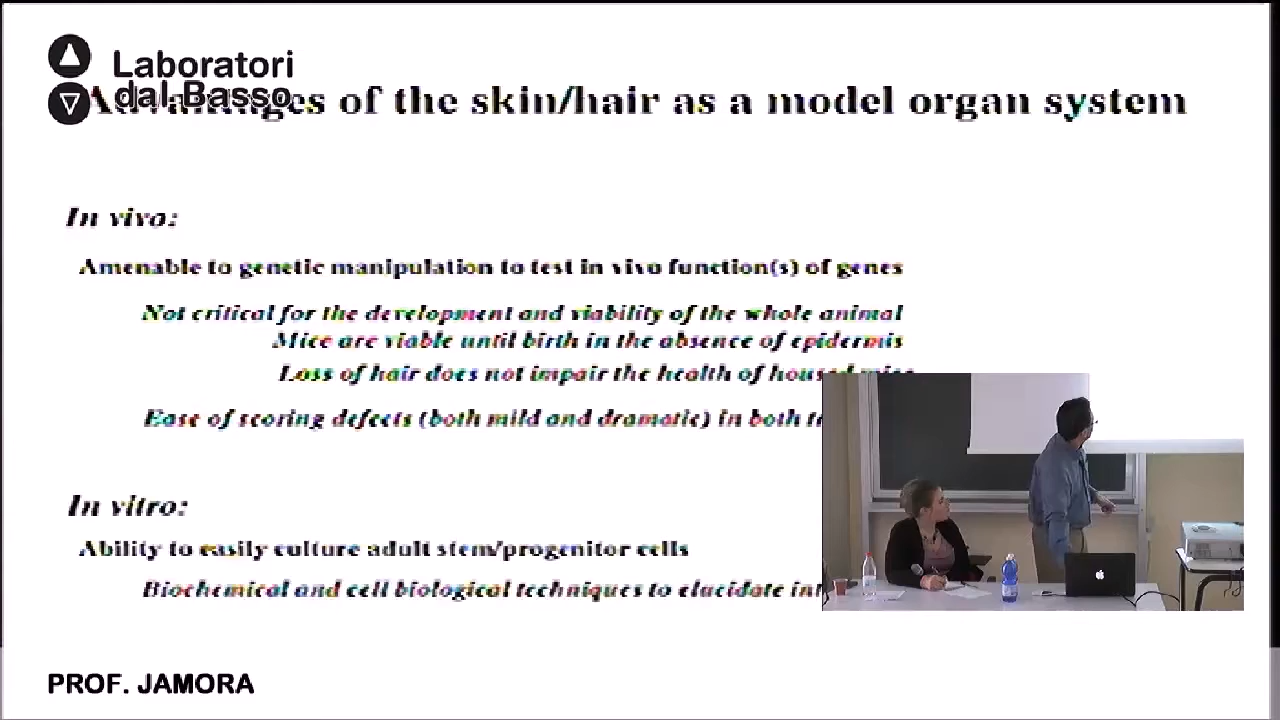 Laboratori
dal Basso
Advantages of the skin/hair as a model organ system
In vivo:
Amenable to genetic manipulation to test in vivo function(s) of genes
Not critical for the development and viability of the whole animal
Mice are viable until birth in the absence of epidermis
Loss of hair does not impair the health of housed mice
Ease of scoring defects (both mild and dramatic) in both
In vitro:
Ability to easily culture adult stem/progenitor cells
Biochemical and cell biological techniques to elucidate
PROF. JAMORA